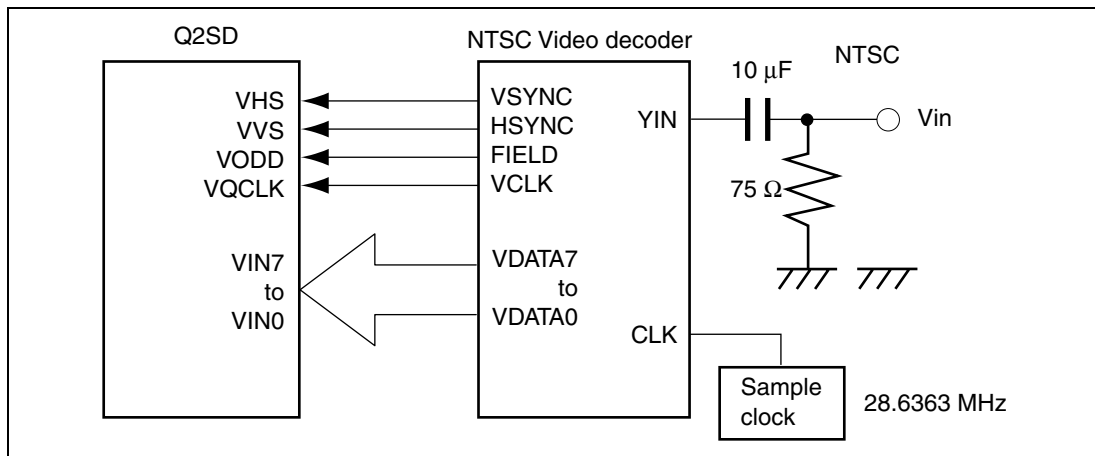 Q2SD
NTSC Video decoder
VHS
VVS
VODD
VQCLK
VIN7
to
VIN0
VSYNC
HSYNC
FIELD
VCLK
VDATA7
to
VDATA0
YIN
CLK
10 μF
NTSC
Vin
75 Ω
Sample
clock
28.6363 MHz